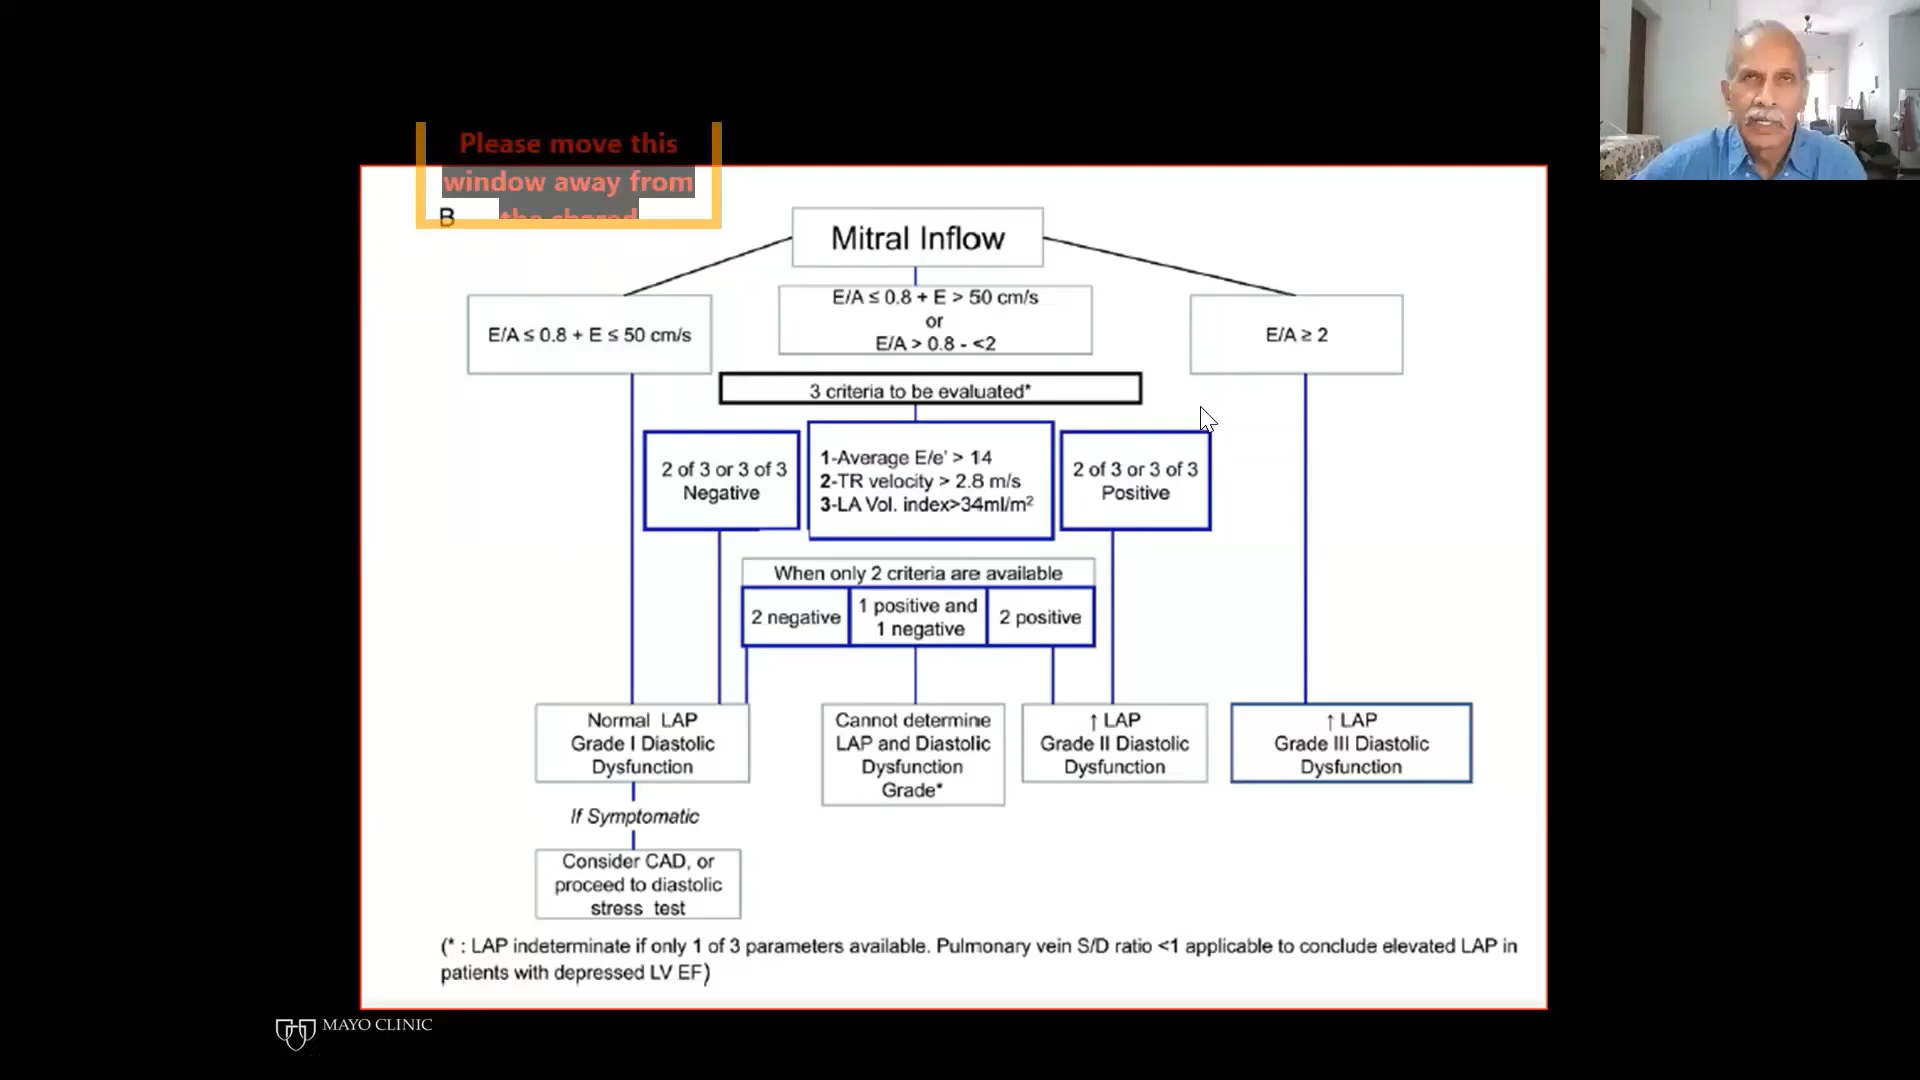 Please move this
window away from
the shared
B
Mitral Inflow
E/A ≤ 0.8 + E ≤ 50 cm/s
E/A ≤ 0.8 + E > 50 cm/s
or
E/A > 0.8 - <2
E/A ≥ 2
3 criteria to be evaluated*
2 of 3 or 3 of 3
Negative
1-Average E/e' > 14
2-TR velocity > 2.8 m/s
3-LA Vol. index>34ml/m²
2 of 3 or 3 of 3
Positive
When only 2 criteria are available
2 negative
1 positive and
1 negative
2 positive
Normal LAP
Grade I Diastolic
Dysfunction
Cannot determine
LAP and Diastolic
Dysfunction
Grade*
↑ LAP
Grade II Diastolic
Dysfunction
↑ LAP
Grade III Diastolic
Dysfunction
If Symptomatic
Consider CAD, or
proceed to diastolic
stress test
(* : LAP indeterminate if only 1 of 3 parameters available. Pulmonary vein S/D ratio <1 applicable to conclude elevated LAP in
patients with depressed LV EF)
MAYO CLINIC